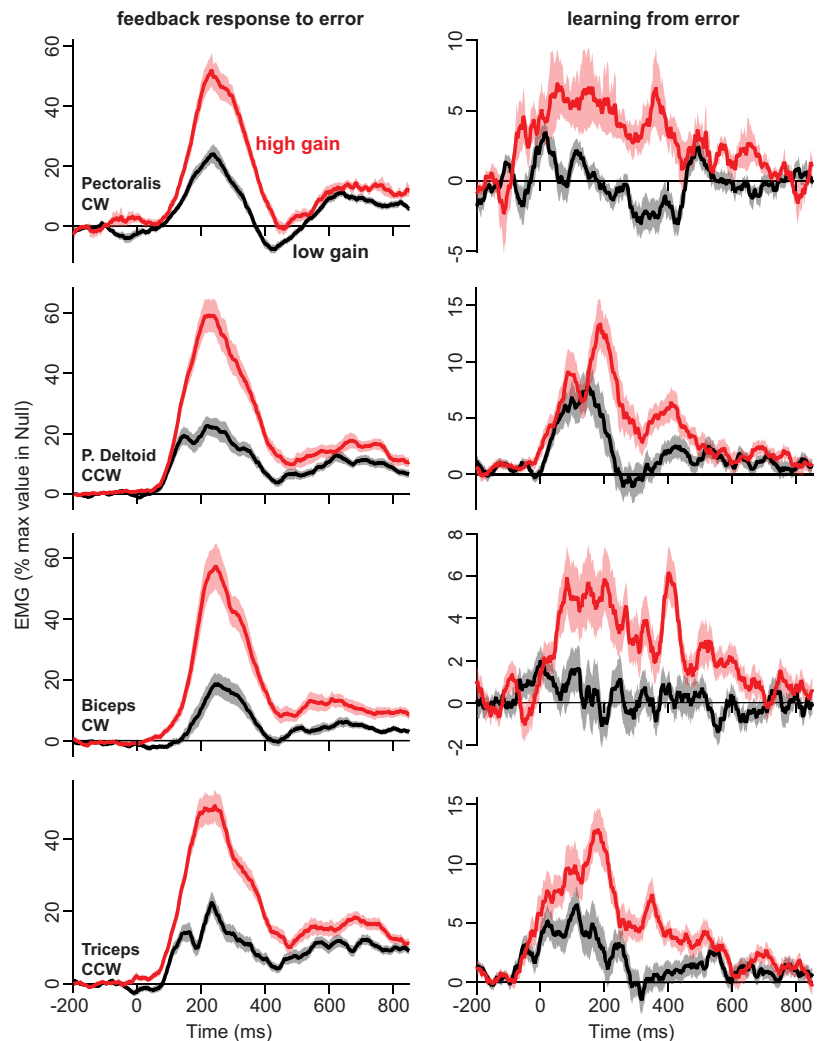 feedback response to error
learning from error
EMG (% max value in Null)
60
40
20
0
high gain
low gain
Pectoralis
CW
10
5
0
-5
60
40
20
0
P. Deltoid
CCW
15
10
5
0
60
40
20
0
Biceps
CW
8
6
4
2
0
-2
40
20
0
Triceps
CCW
15
10
5
0
-200 0 200 400 600 800
Time (ms)
-200 0 200 400 600 800
Time (ms)